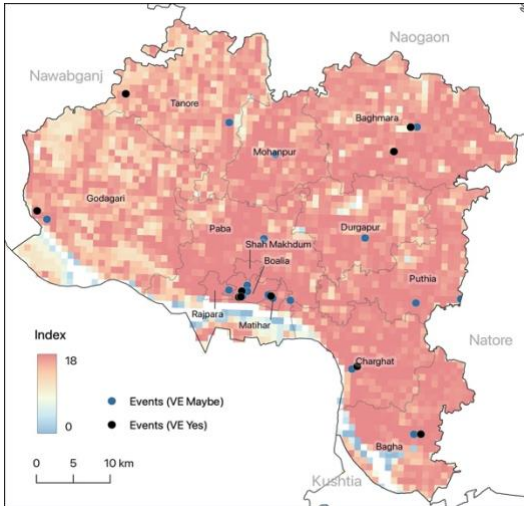 Naogaon
Nawabganj
Tanore
Baghmara
Mohanpur
Godagari
Paba
Durgapur
Shah Makhdum
Boalia
Puthia
Rajpara
Matihar
Index
18
0
Natore
Charghat
Events (VE Maybe)
Events (VE Yes)
Bagha
0 5 10 km
Kushtia